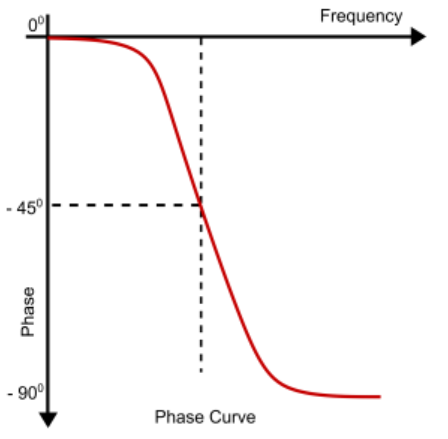 Frequency
0⁰
- 45⁰
Phase
- 90⁰
Phase Curve